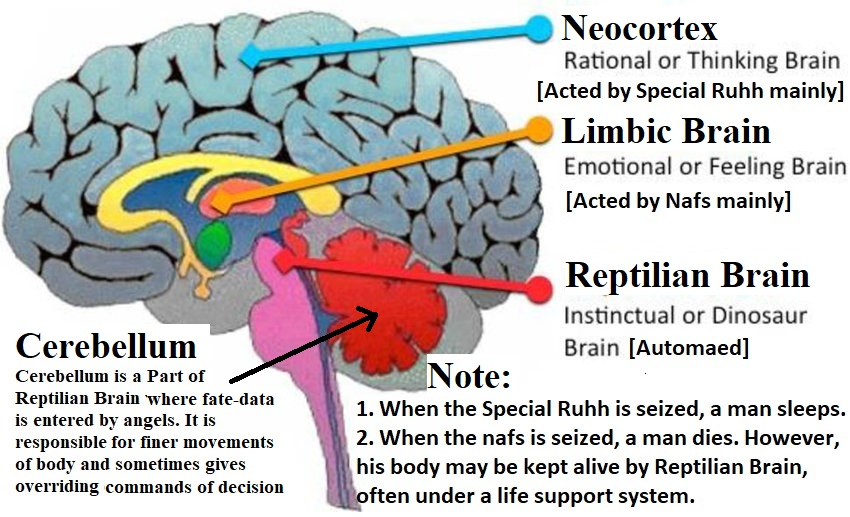 Neocortex
Rational or Thinking Brain
[Acted by Special Ruhh mainly]
Limbic Brain
Emotional or Feeling Brain
[Acted by Nafs mainly]
Reptilian Brain
Instinctual or Dinosaur
Brain [Automaed]
Cerebellum
Cerebellum is a Part of
Reptilian Brain where fate-data
is entered by angels. It is
responsible for finer movements
of body and sometimes gives
overriding commands of decision
Note:
1. When the Special Ruhh is seized, a man sleeps.
2. When the nafs is seized, a man dies. However,
his body may be kept alive by Reptilian Brain,
often under a life support system.